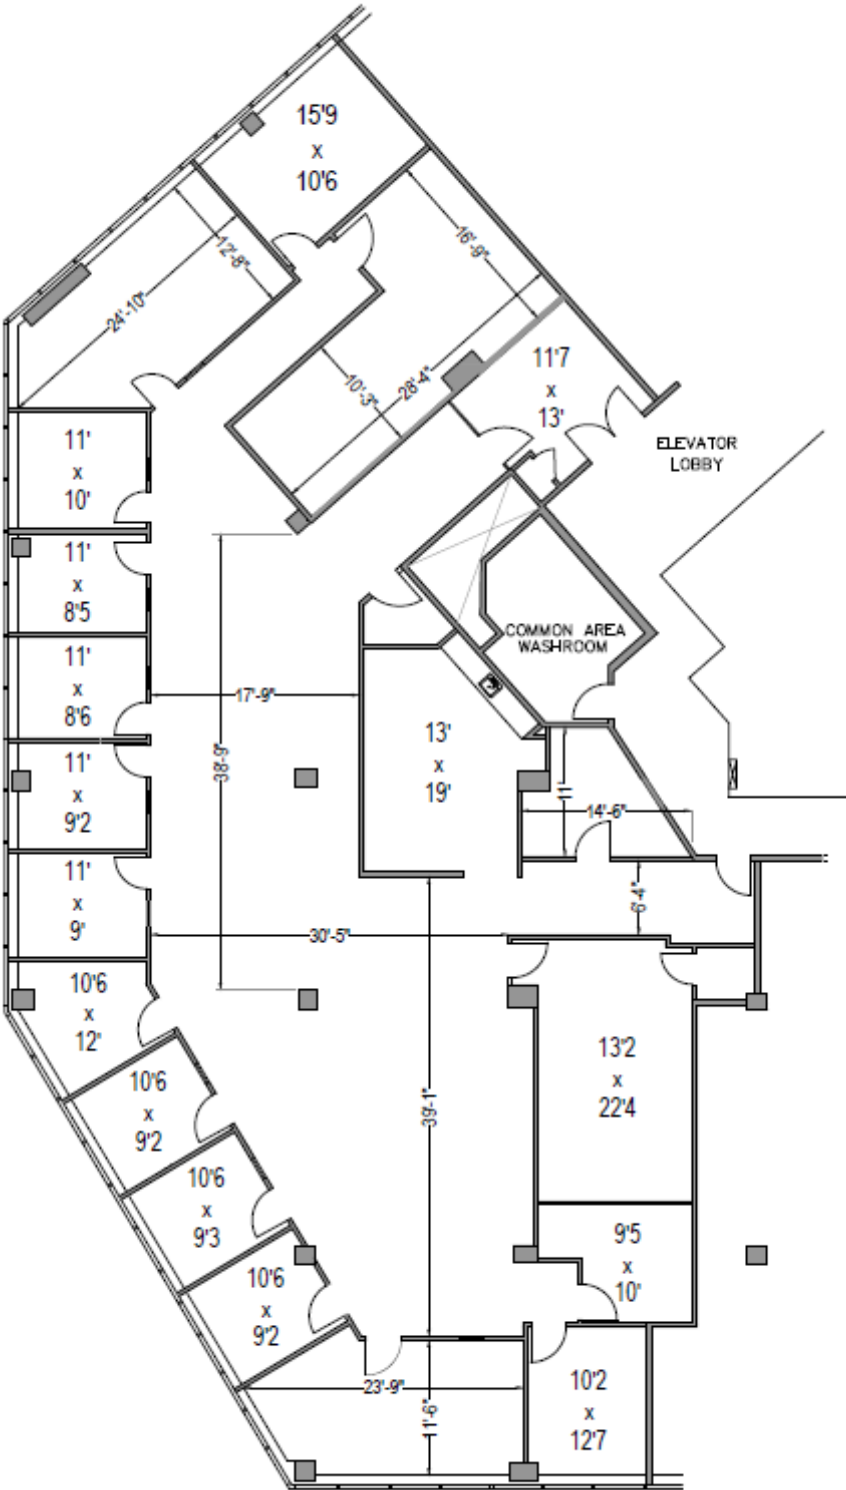 15'9
x
10'6
16'-9"
12'-8"
24'-10"
28'-4"
10'-3"
11'7
x
13'
ELEVATOR
LOBBY
11'
x
10'
11'
x
8'5
COMMON AREA
WASHROOM
11'
x
8'6
17'-9"
38'-9"
13'
x
19'
11'
x
9'2
11'
14'-6"
11'
x
9'
6'-4"
30'-5"
10'6
x
12'
13'2
x
22'4
10'6
x
9'2
39'-1"
10'6
x
9'3
9'5
x
10'
10'6
x
9'2
23'-9"
11'-6"
10'2
x
12'7